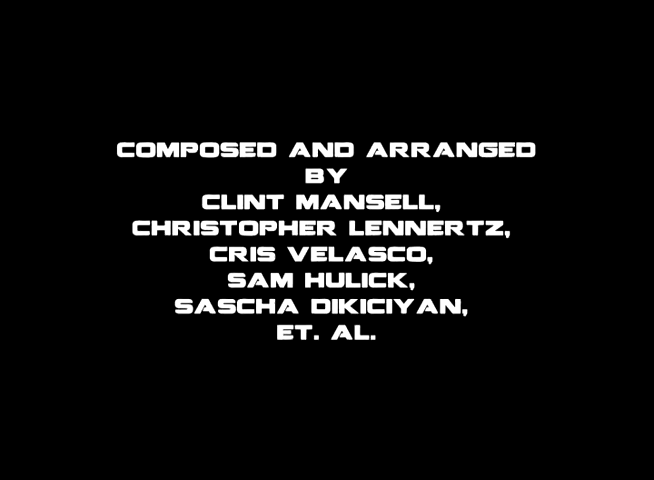 COMPOSED AND ARRANGED
BY
CLINT MANSELL,
CHRISTOPHER LENNERTZ,
CRIS VELASCO,
SAM HULICK,
SASCHA DIKICIYAN,
ET. AL.